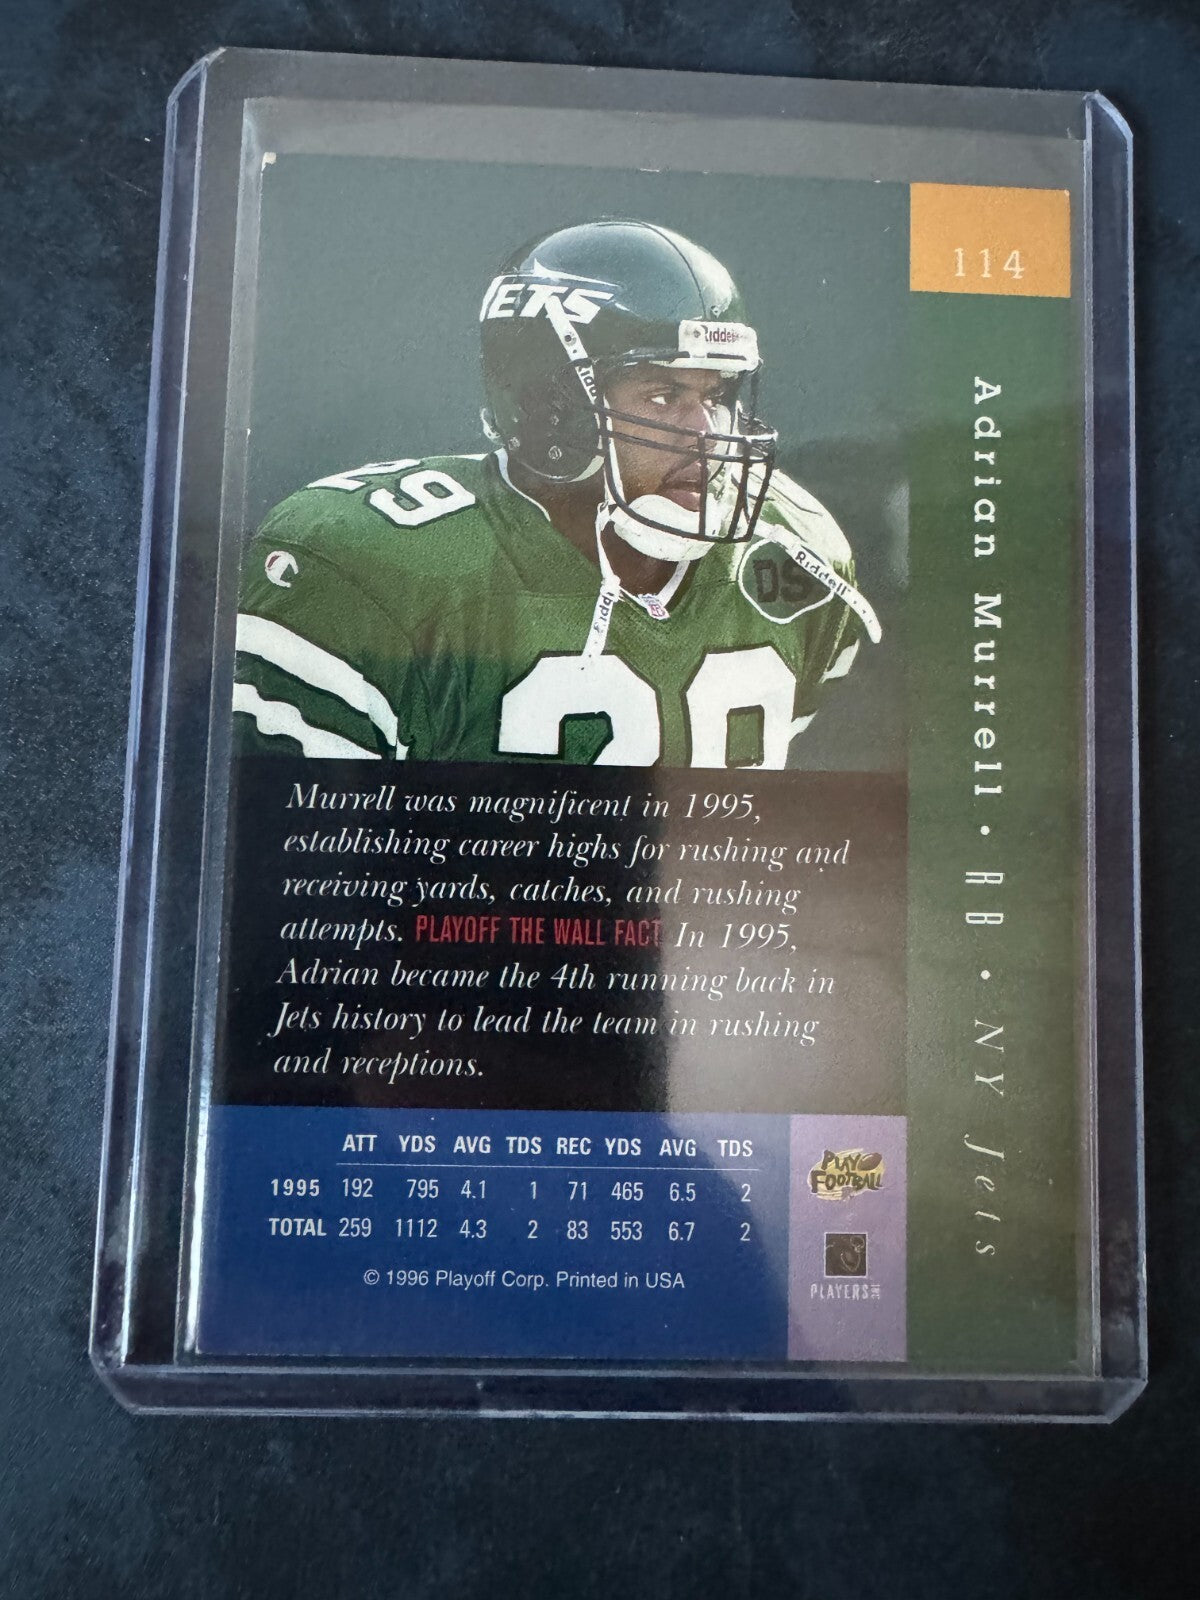 114
JETS
Riddell
29
C
Riddell
DS
Riddell
29
Adrian Murrell • RB • NY Jets
Murrell was magnificent in 1995,
establishing career highs for rushing and
receiving yards, catches, and rushing
attempts. PLAYOFF THE WALL FACT In 1995,
Adrian became the 4th running back in
Jets history to lead the team in rushing
and receptions.
ATT YDS AVG TDS REC YDS AVG TDS
1995 192 795 4.1 1 71 465 6.5 2
TOTAL 259 1112 4.3 2 83 553 6.7 2
© 1996 Playoff Corp. Printed in USA
PLAY
FOOTBALL
PLAYERS INC